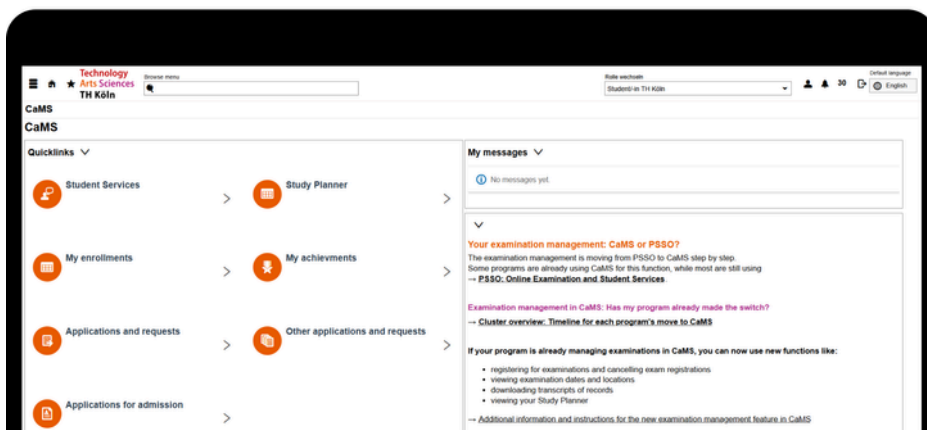 Technology
Arts Sciences
TH Köln
Browse menu
Rolle wechseln
Student/-in TH Köln
30
Default language
English
CaMS
CaMS
Quicklinks
Student Services
Study Planner
My enrollments
My achievments
Applications and requests
Other applications and requests
Applications for admission
My messages
No messages yet.
Your examination management: CaMS or PSSO?
The examination management is moving from PSSO to CaMS step by step.
Some programs are already using CaMS for this function, while most are still using
→ PSSO: Online Examination and Student Services.
Examination management in CaMS: Has my program already made the switch?
→ Cluster overview: Timeline for each program's move to CaMS
If your program is already managing examinations in CaMS, you can now use new functions like:
• registering for examinations and cancelling exam registrations
• viewing examination dates and locations
• downloading transcripts of records
• viewing your Study Planner
→ Additional information and instructions for the new examination management feature in CaMS